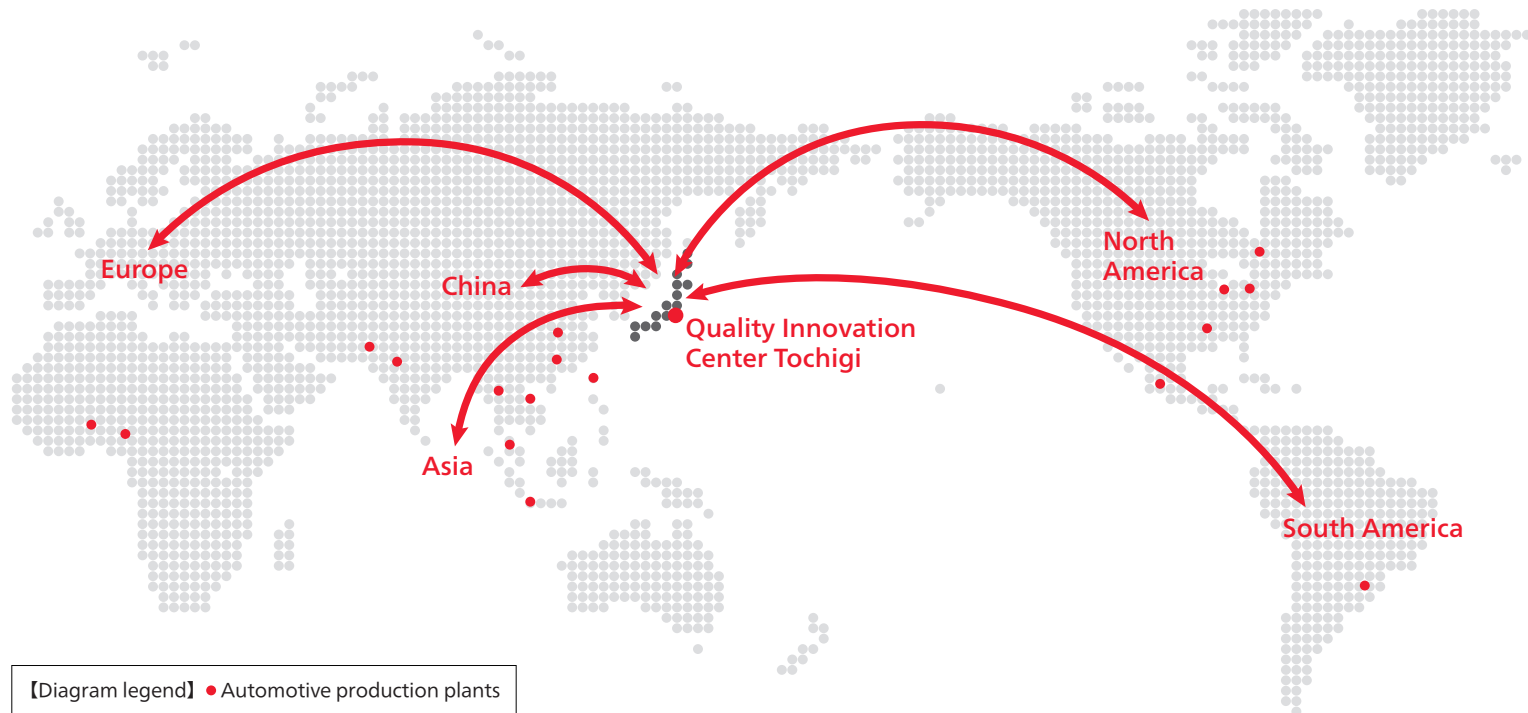 Europe
China
North
America
Quality Innovation
Center Tochigi
Asia
South America
【Diagram legend】 ● Automotive production plants